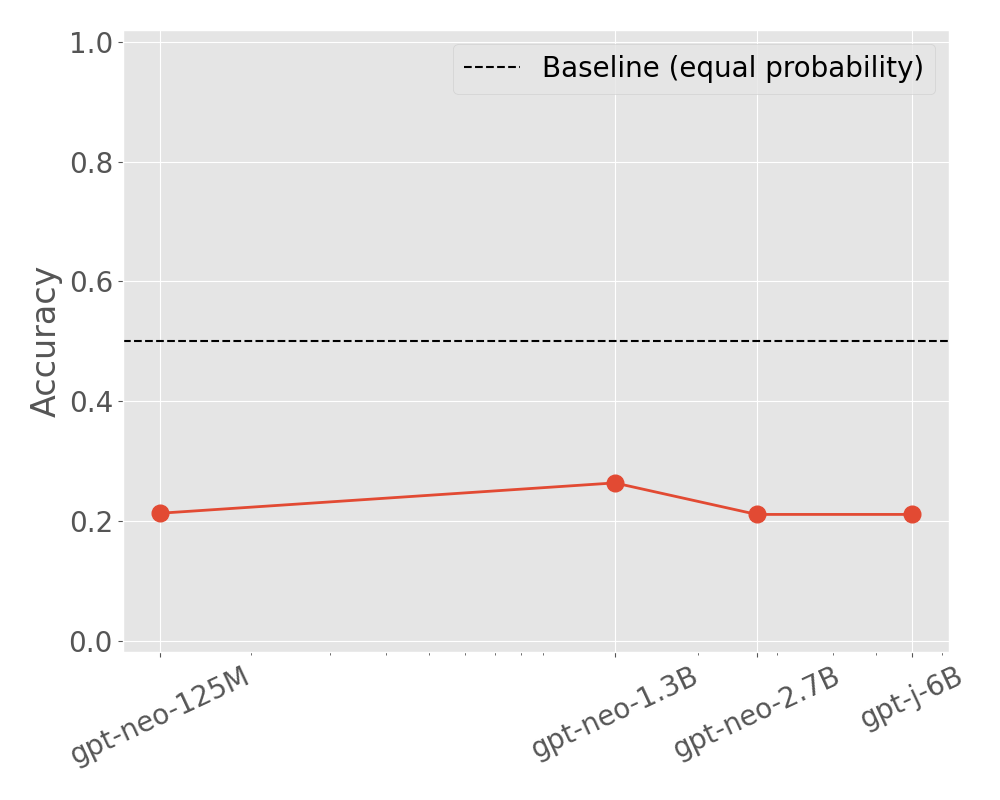 1.0
Baseline (equal probability)
0.8
0.6
Accuracy
0.4
0.2
0.0
gpt-neo-125M
gpt-neo-1.3B
gpt-neo-2.7B
gpt-j-6B